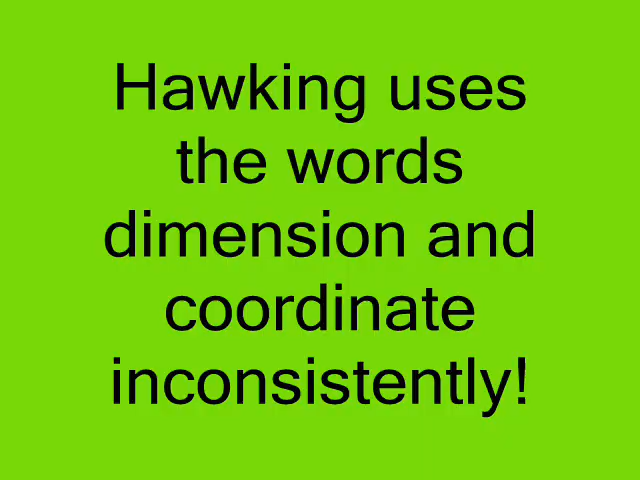 Hawking uses
the words
dimension and
coordinate
inconsistently!